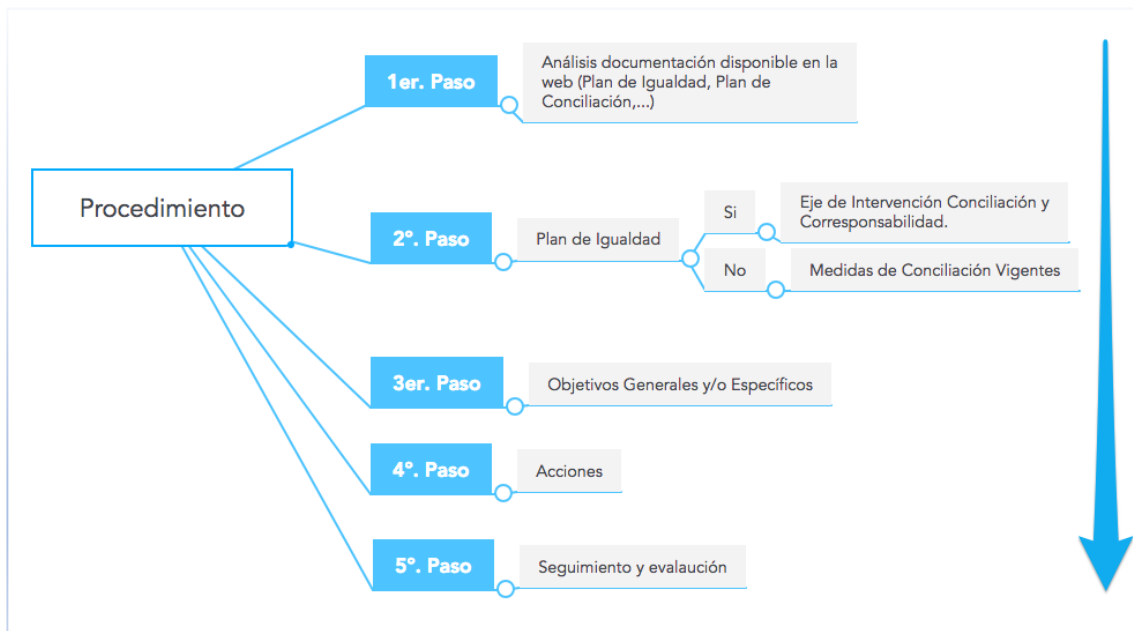 Procedimiento
1er. Paso
Análisis documentación disponible en la
web (Plan de Igualdad, Plan de
Conciliación,...)
2º. Paso
Plan de Igualdad
Si
Eje de Intervención Conciliación y
Corresponsabilidad.
No
Medidas de Conciliación Vigentes
3er. Paso
Objetivos Generales y/o Específicos
4º. Paso
Acciones
5º. Paso
Seguimiento y evalaución